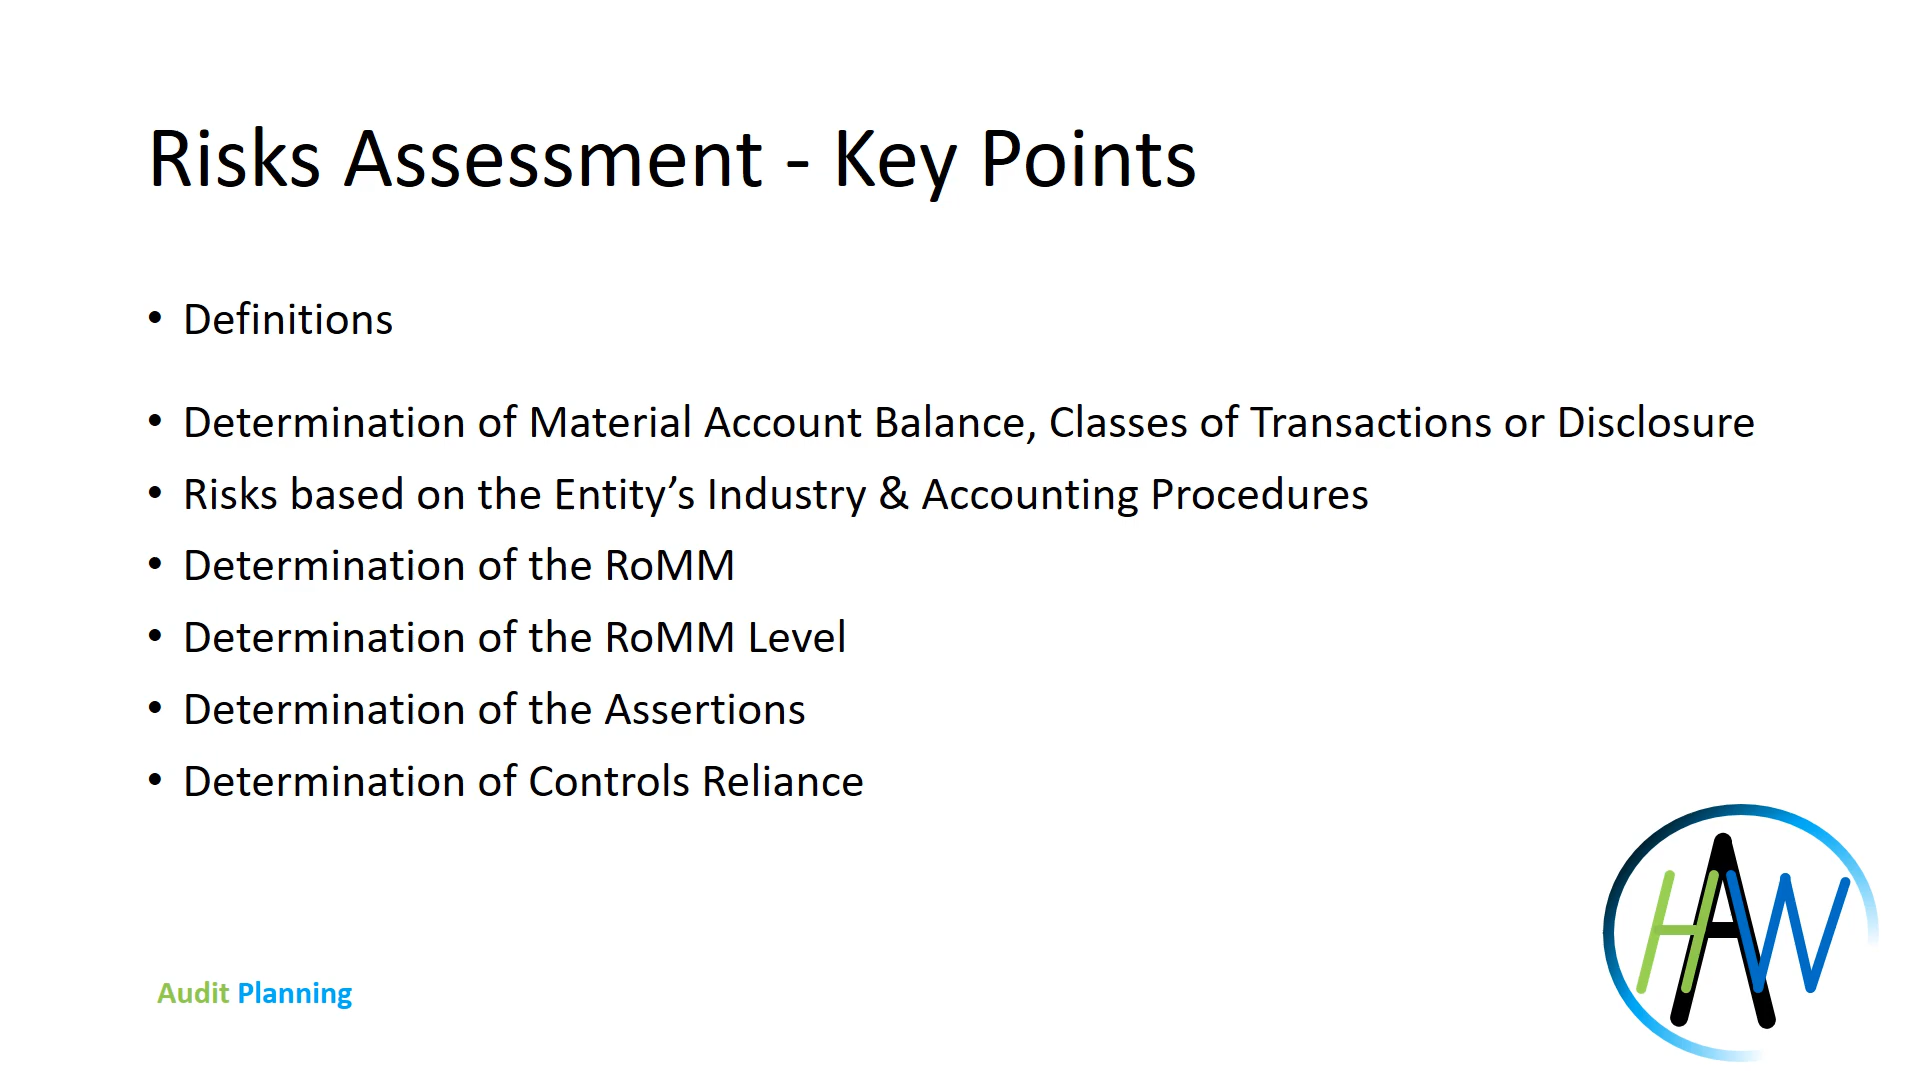 Risks Assessment - Key Points
• Definitions
• Determination of Material Account Balance, Classes of Transactions or Disclosure
• Risks based on the Entity’s Industry & Accounting Procedures
• Determination of the RoMM
• Determination of the RoMM Level
• Determination of the Assertions
• Determination of Controls Reliance
Audit Planning
HAW